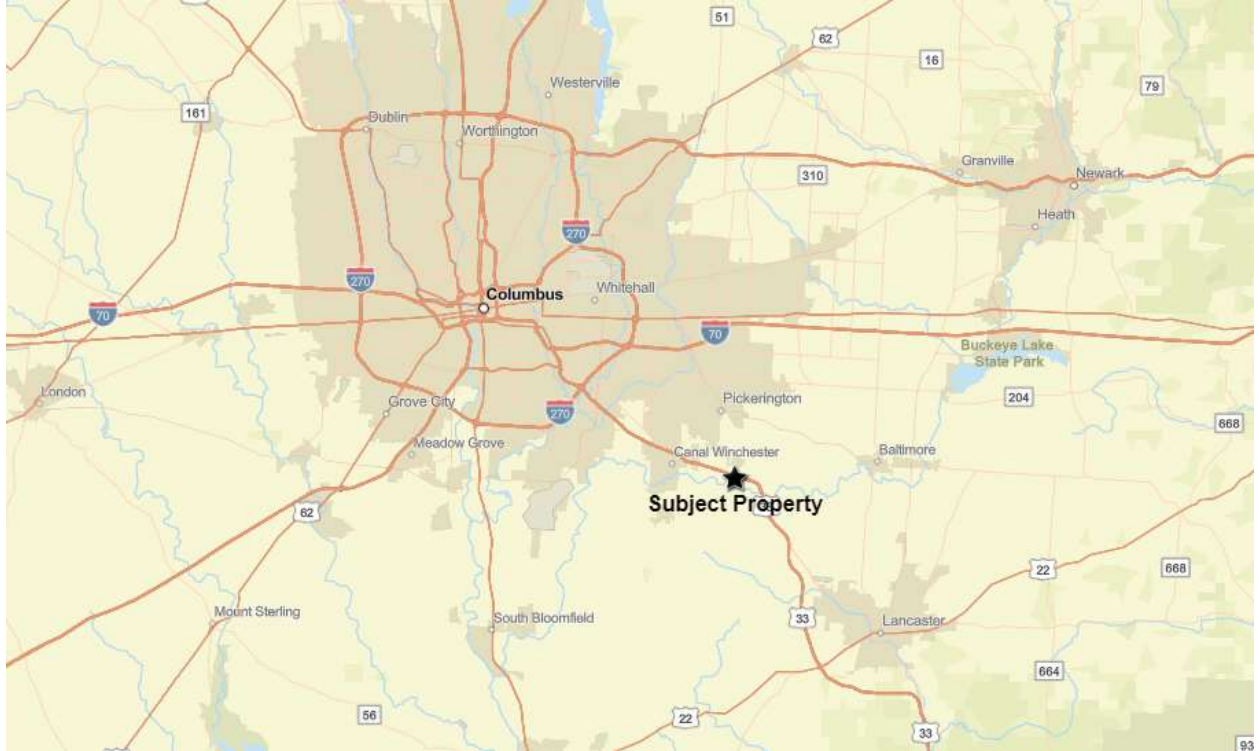 51
62
16
Westerville
79
161
Dublin
Worthington
Granville
310
Newark
Heath
270
270
Columbus
Whitehall
70
70
Buckeye Lake
State Park
London
Grove City
270
Pickerington
204
668
Meadow Grove
Canal Winchester
Baltimore
Subject Property
62
22
668
Mount Sterling
South Bloomfield
33
Lancaster
664
56
22
33
93